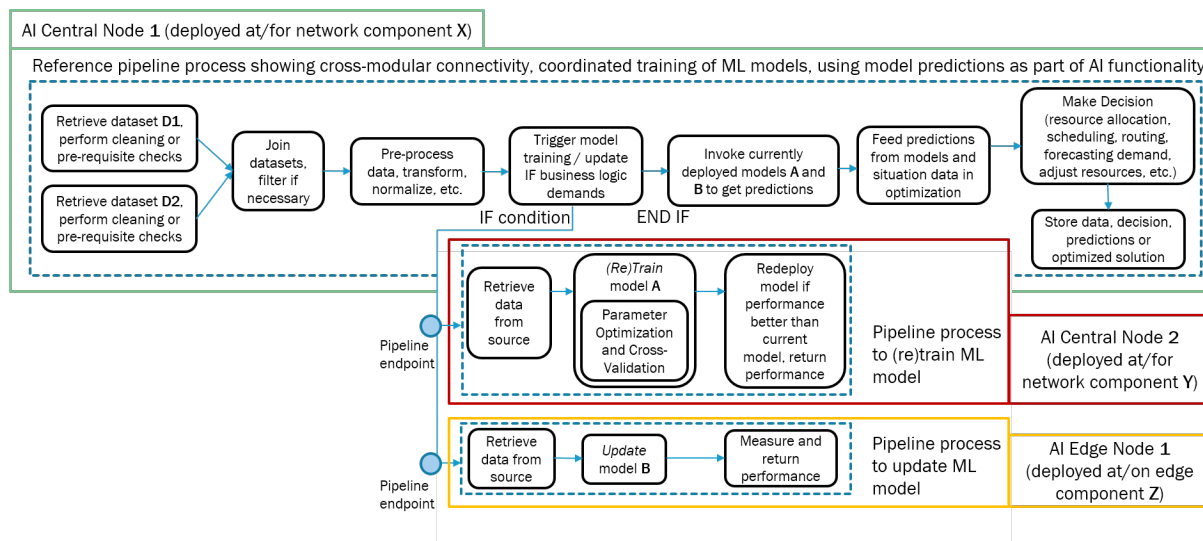 AI Central Node 1 (deployed at/for network component X)
Reference pipeline process showing cross-modular connectivity, coordinated training of ML models, using model predictions as part of AI functionality
Retrieve dataset D1,
perform cleaning or
pre-requisite checks
Retrieve dataset D2,
perform cleaning or
pre-requisite checks
Join
datasets,
filter if
necessary
Pre-process
data, transform,
normalize, etc.
Trigger model
training / update
IF business logic
demands
Invoke currently
deployed models A and
B to get predictions
Feed predictions
from models and
situation data in
optimization
Make Decision
(resource allocation,
scheduling, routing,
forecasting demand,
adjust resources, etc.)
Store data, decision,
predictions or
optimized solution
IF condition
END IF
Pipeline
endpoint
Retrieve
data
from
source
(Re)Train
model A
Parameter
Optimization
and Cross-
Validation
Redeploy
model if
performance
better than
current
model, return
performance
Pipeline process
to (re)train ML
model
AI Central Node 2
(deployed at/for
network component Y)
Pipeline
endpoint
Retrieve
data from
source
Update
model B
Measure and
return
performance
Pipeline process
to update ML
model
AI Edge Node 1
(deployed at/on edge
component Z)